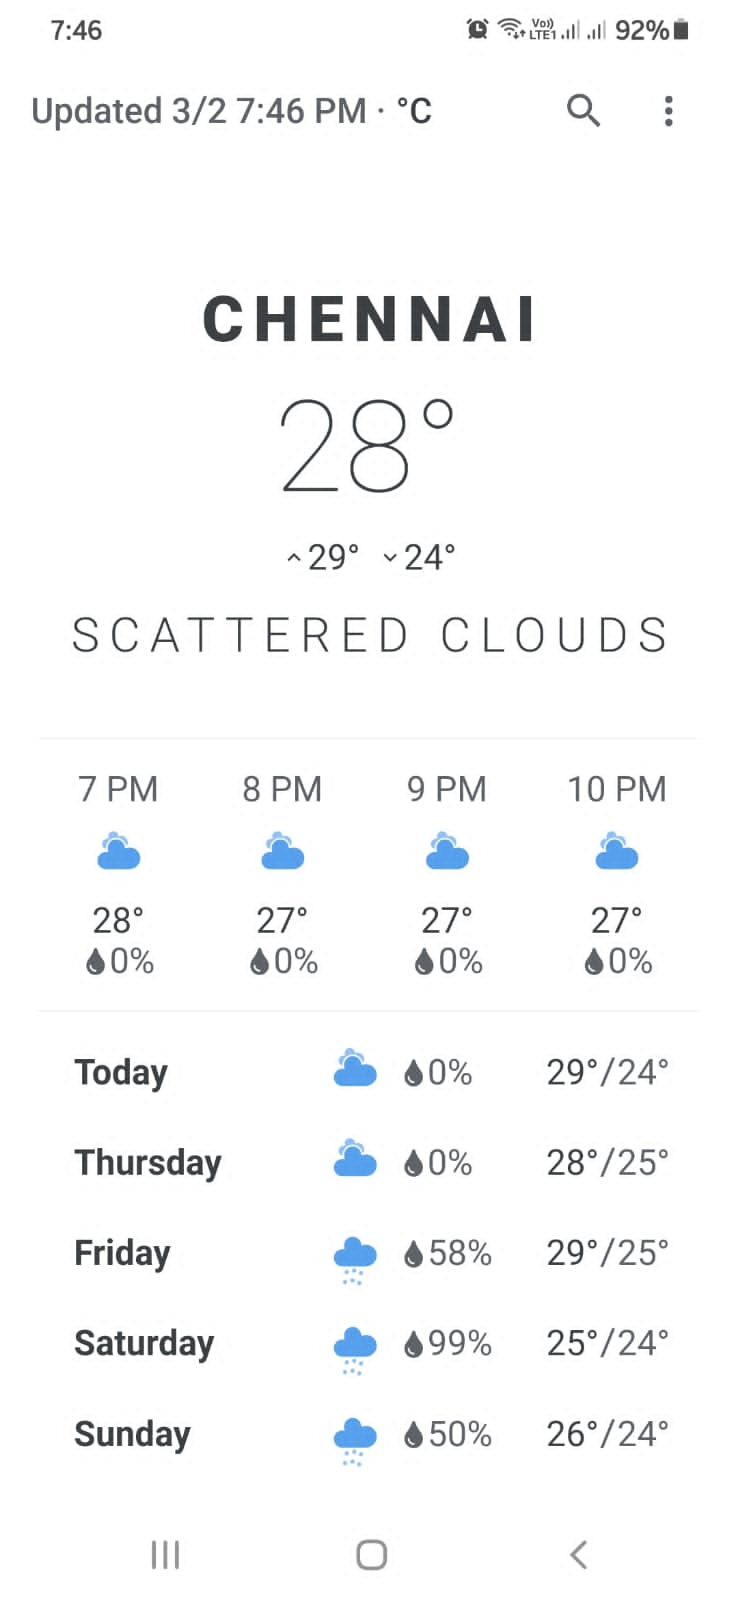 7:46 Vo)) LTE1 92%
Updated 3/2 7:46 PM · °C
CHENNAI
28°
29° 24°
SCATTERED CLOUDS
7 PM 8 PM 9 PM 10 PM
28° 27° 27° 27°
0% 0% 0% 0%
Today 0% 29°/24°
Thursday 0% 28°/25°
Friday 58% 29°/25°
Saturday 99% 25°/24°
Sunday 50% 26°/24°